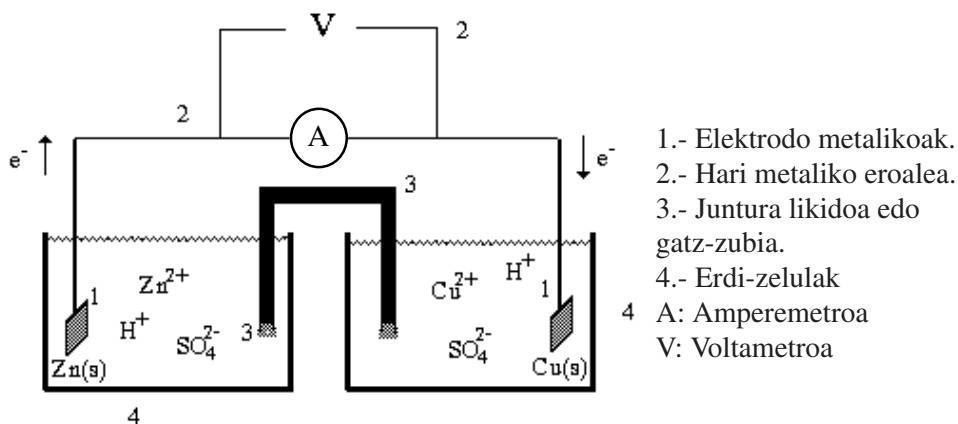 V
2
2
A
e⁻
e⁻
3
Zn²⁺
H⁺
SO₄²⁻
1
3
Zn(s)
4
Cu²⁺
H⁺
SO₄²⁻
1
Cu(s)
4
1.- Elektrodo metalikoak.
2.- Hari metaliko eroalea.
3.- Juntura likidoa edo
gatz-zubia.
4.- Erdi-zelulak
A: Amperemetroa
V: Voltametroa